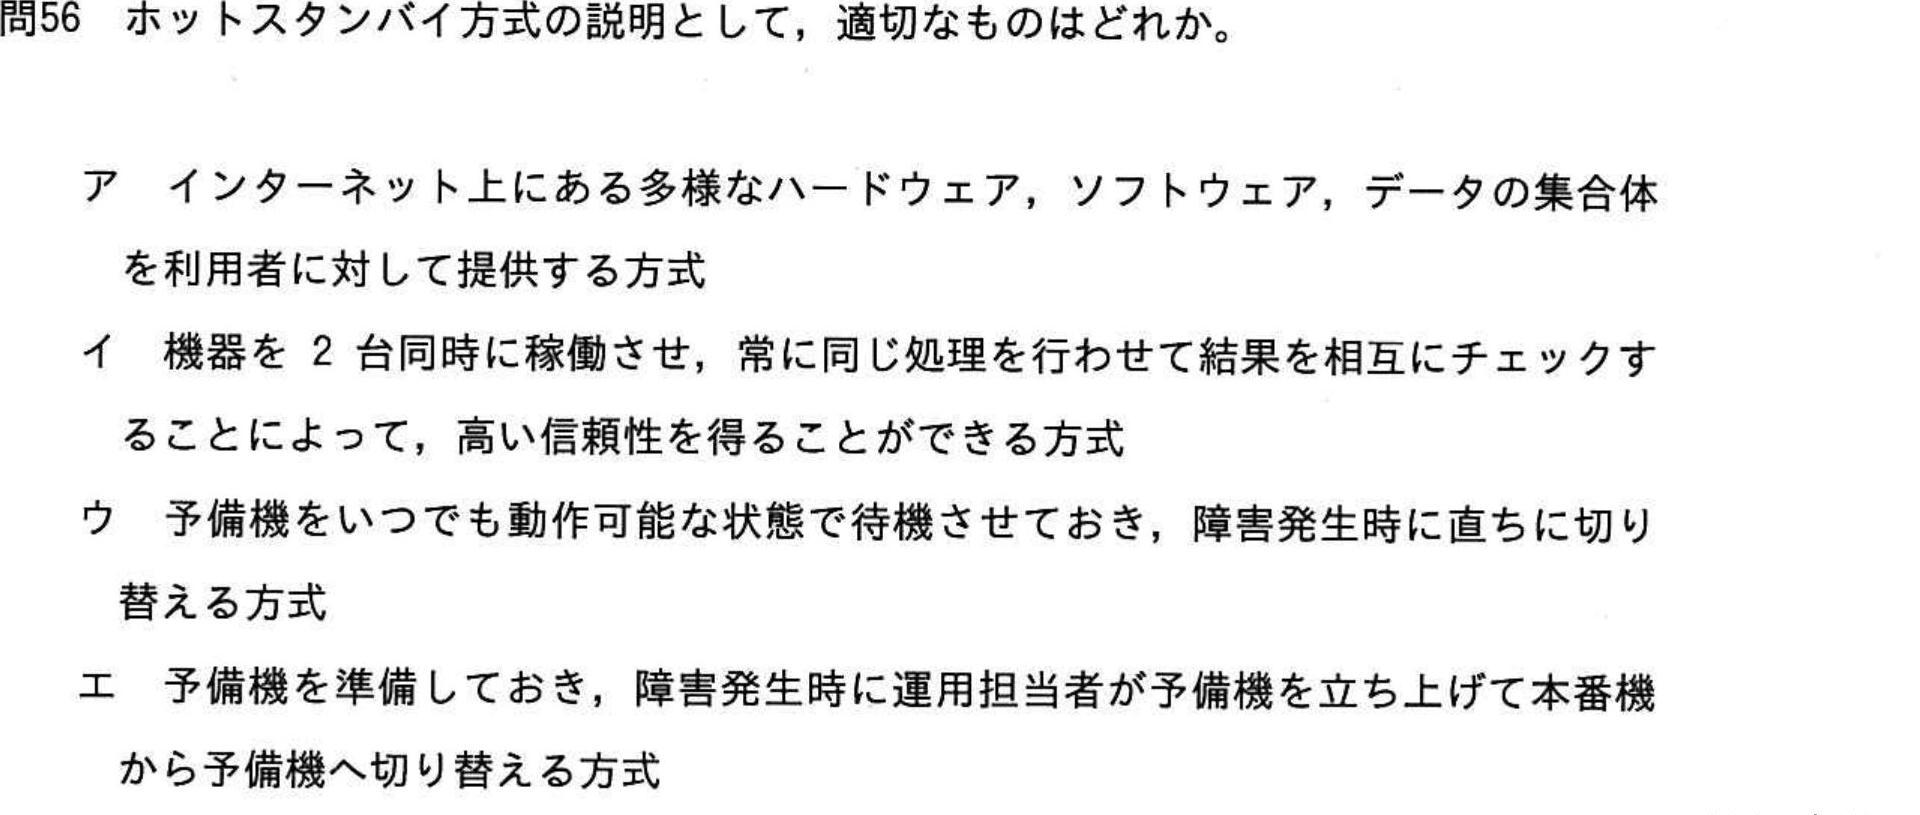 問56　ホットスタンバイ方式の説明として，適切なものはどれか。
ア　インターネット上にある多様なハードウェア，ソフトウェア，データの集合体
を利用者に対して提供する方式
イ　機器を 2 台同時に稼働させ，常に同じ処理を行わせて結果を相互にチェックす
ることによって，高い信頼性を得ることができる方式
ウ　予備機をいつでも動作可能な状態で待機させておき，障害発生時に直ちに切り
替える方式
エ　予備機を準備しておき，障害発生時に運用担当者が予備機を立ち上げて本番機
から予備機へ切り替える方式